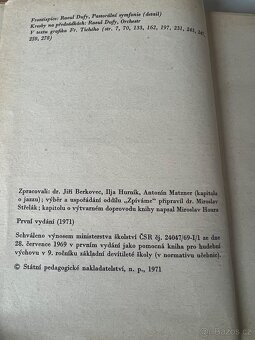 Frontispis: Raoul Dufy, Pastorální symfonie (detail)
Kresby na předsádkách: Raoul Dufy, Orchestr
V textu grafika Fr. Tichého (str. 7, 70, 133, 162, 197, 231, 241, 247,
259, 279)
Zpracovali: dr. Jiří Berkovec, Ilja Hurník, Antonín Matzner (kapitolu
o jazzu); výběr a uspořádání oddílu „Zpíváme" připravil dr. Miroslav
Střelák; kapitolu o výtvarném doprovodu knihy napsal Miroslav Houra
První vydání (1971)
Schváleno výnosem ministerstva školství ČSR čj. 24047/69-I/1 ze dne
28. července 1969 v prvním vydání jako pomocná kniha pro hudební
výchovu v 9. ročníku základní devítileté školy (v normativu učebnic).
© Státní pedagogické nakladatelství, n. p., 1971
Sbazar.cz